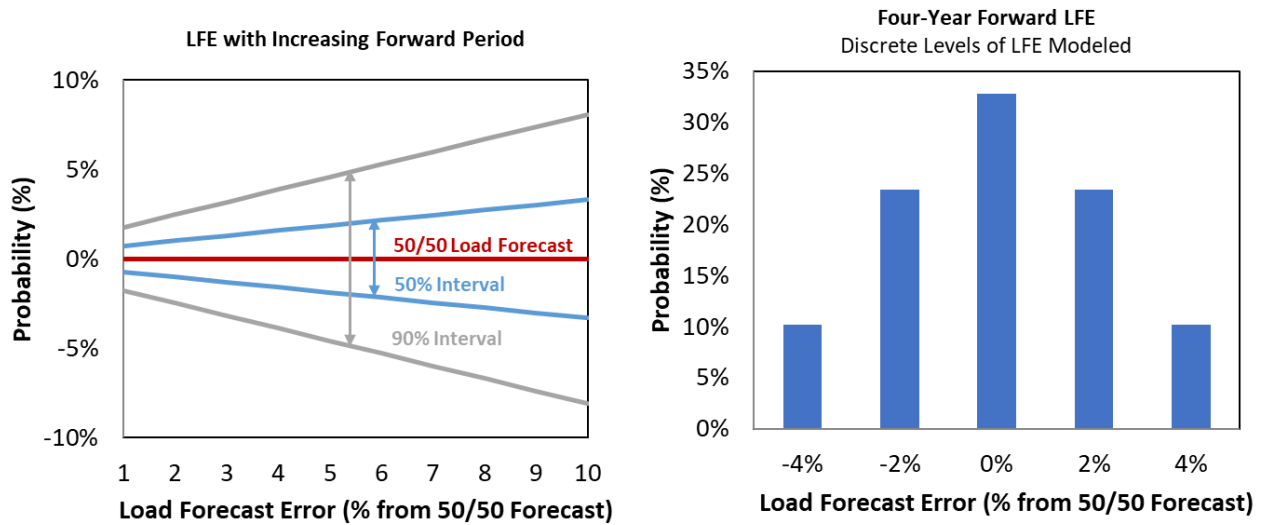 LFE with Increasing Forward Period
Probability (%)
10%
5%
0%
-5%
-10%
50/50 Load Forecast
50% Interval
90% Interval
1 2 3 4 5 6 7 8 9 10
Load Forecast Error (% from 50/50 Forecast)
Four-Year Forward LFE
Discrete Levels of LFE Modeled
Probability (%)
35%
30%
25%
20%
15%
10%
5%
0%
-4% -2% 0% 2% 4%
Load Forecast Error (% from 50/50 Forecast)